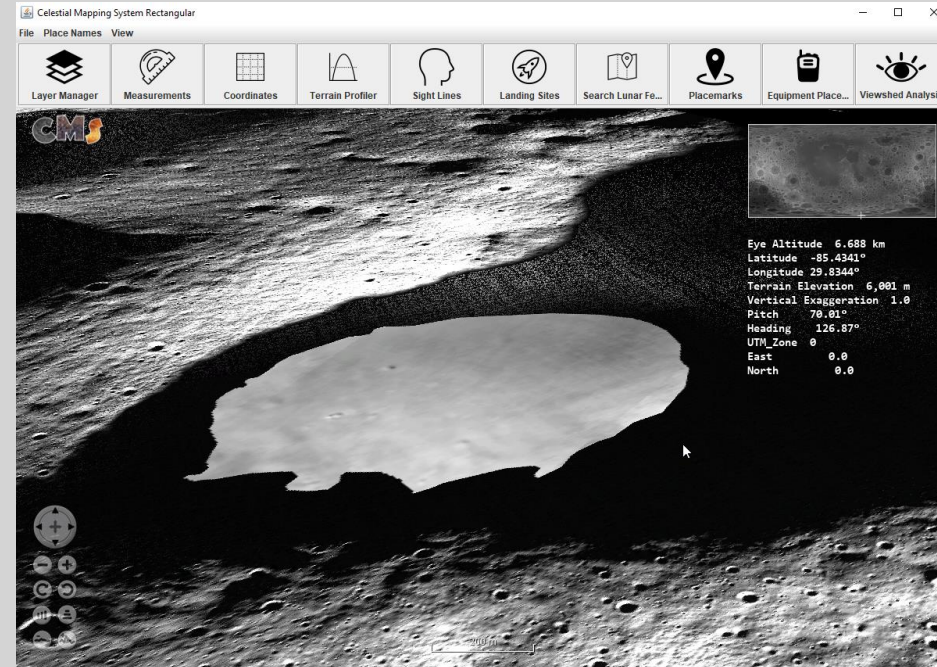 Celestial Mapping System Rectangular
File Place Names View
Layer Manager Measurements Coordinates Terrain Profiler Sight Lines Landing Sites Search Lunar Fe... Placemarks Equipment Place... Viewshed Analysi
CMS
Eye Altitude 6.688 km
Latitude -85.4341°
Longitude 29.8344°
Terrain Elevation 6,001 m
Vertical Exaggeration 1.0
Pitch 70.01°
Heading 126.87°
UTM_Zone 0
East 0.0
North 0.0